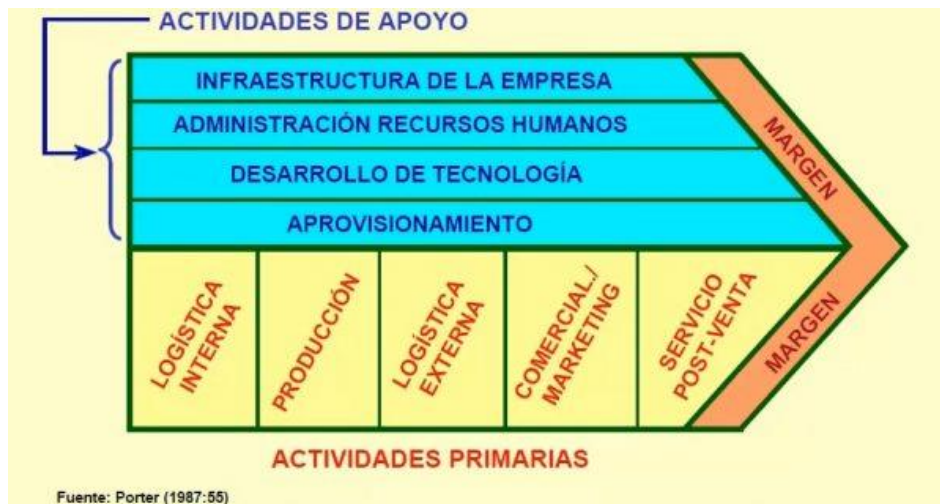 ACTIVIDADES DE APOYO
INFRAESTRUCTURA DE LA EMPRESA
ADMINISTRACIÓN RECURSOS HUMANOS
DESARROLLO DE TECNOLOGÍA
APROVISIONAMIENTO
MARGEN
LOGÍSTICA
INTERNA
PRODUCCIÓN
LOGÍSTICA
EXTERNA
COMERCIAL./
MARKETING
SERVICIO
POST-VENTA
MARGEN
ACTIVIDADES PRIMARIAS
Fuente: Porter (1987:55)